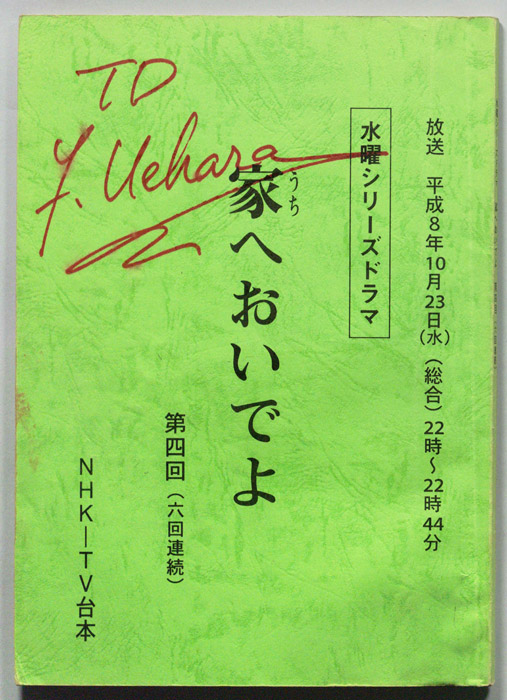 TD
Y. Uehara
放送 平成8年10月23日(水)(総合)22時~22時44分
水曜シリーズドラマ
家へおいでよ
うち
第四回(六回連続)
NHK-TV台本